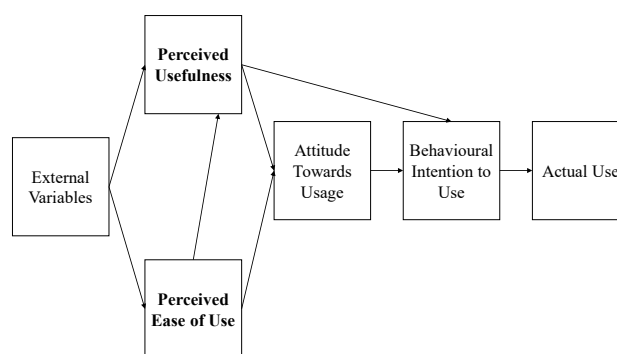 Perceived
Usefulness
External
Variables
Attitude
Towards
Usage
Behavioural
Intention to
Use
Actual Use
Perceived
Ease of Use